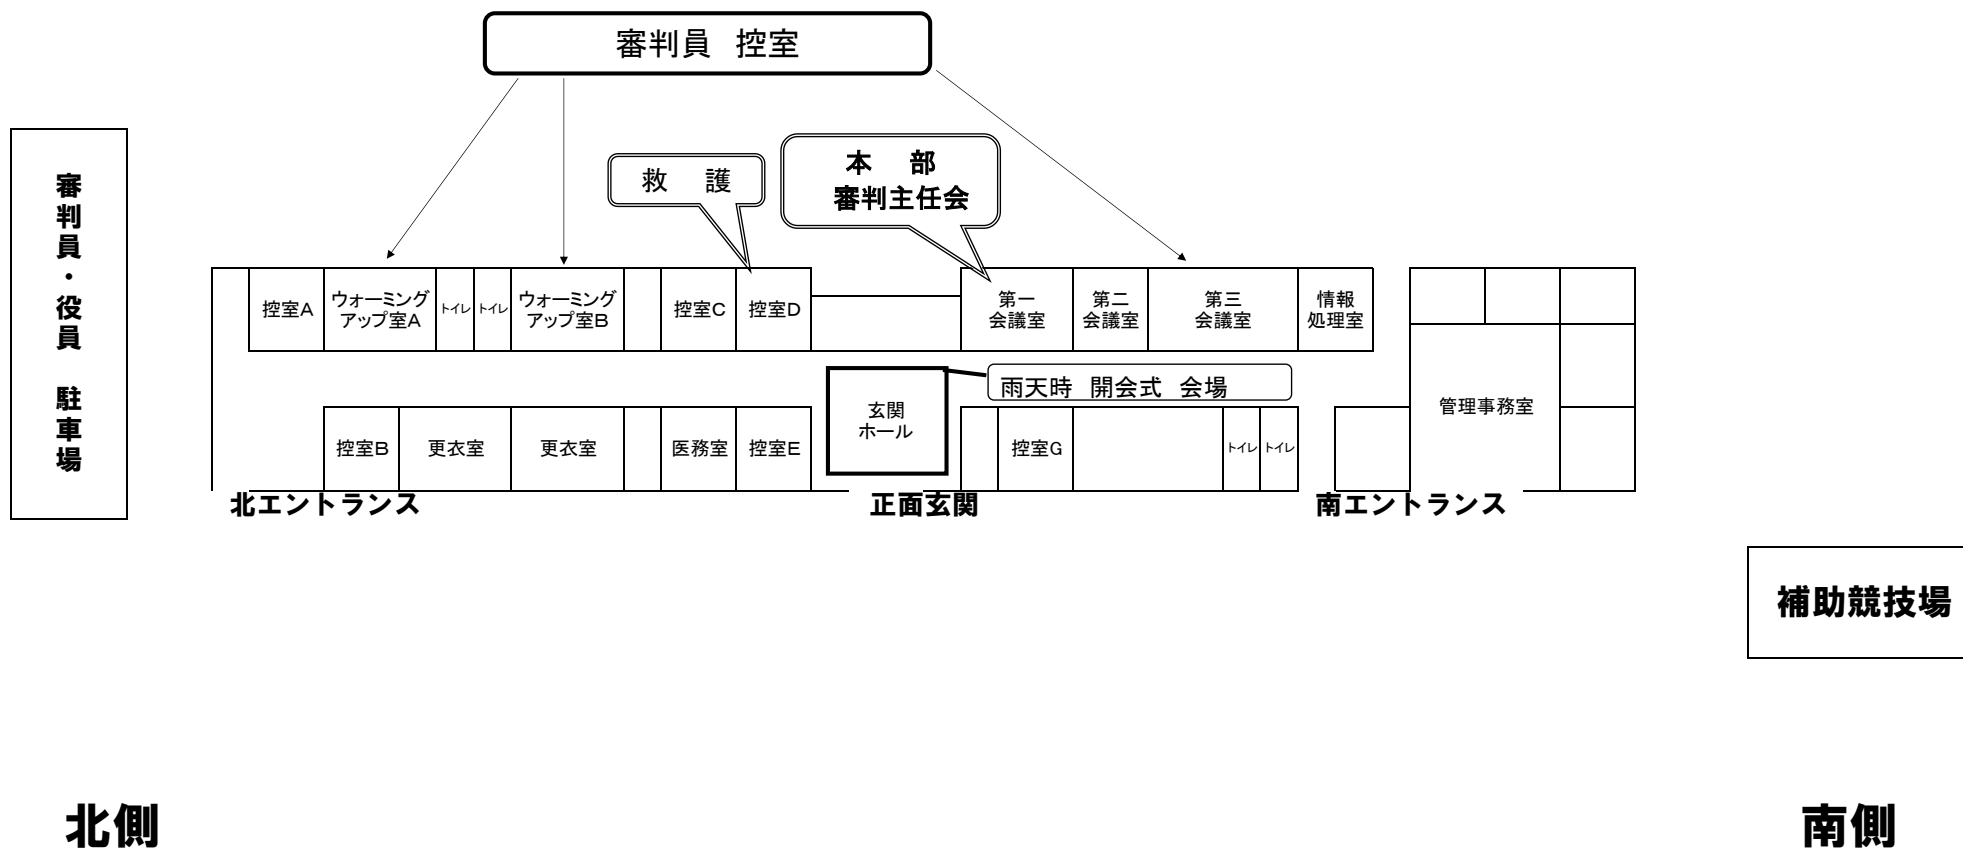 審判員 控室
審判員・役員 駐車場
救 護
本 部
審判主任会
控室A
ウォーミング
アップ室A
トイレ
トイレ
ウォーミング
アップ室B
控室C
控室D
第一
会議室
第二
会議室
第三
会議室
情報
処理室
雨天時 開会式 会場
玄関
ホール
管理事務室
控室B
更衣室
更衣室
医務室
控室E
控室G
トイレ
トイレ
北エントランス
正面玄関
南エントランス
補助競技場
北側
南側